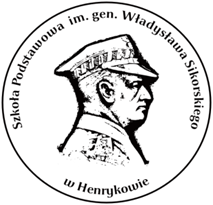 Szkoła Podstawowa im. gen. Władysława Sikorskiego
w Henrykowie